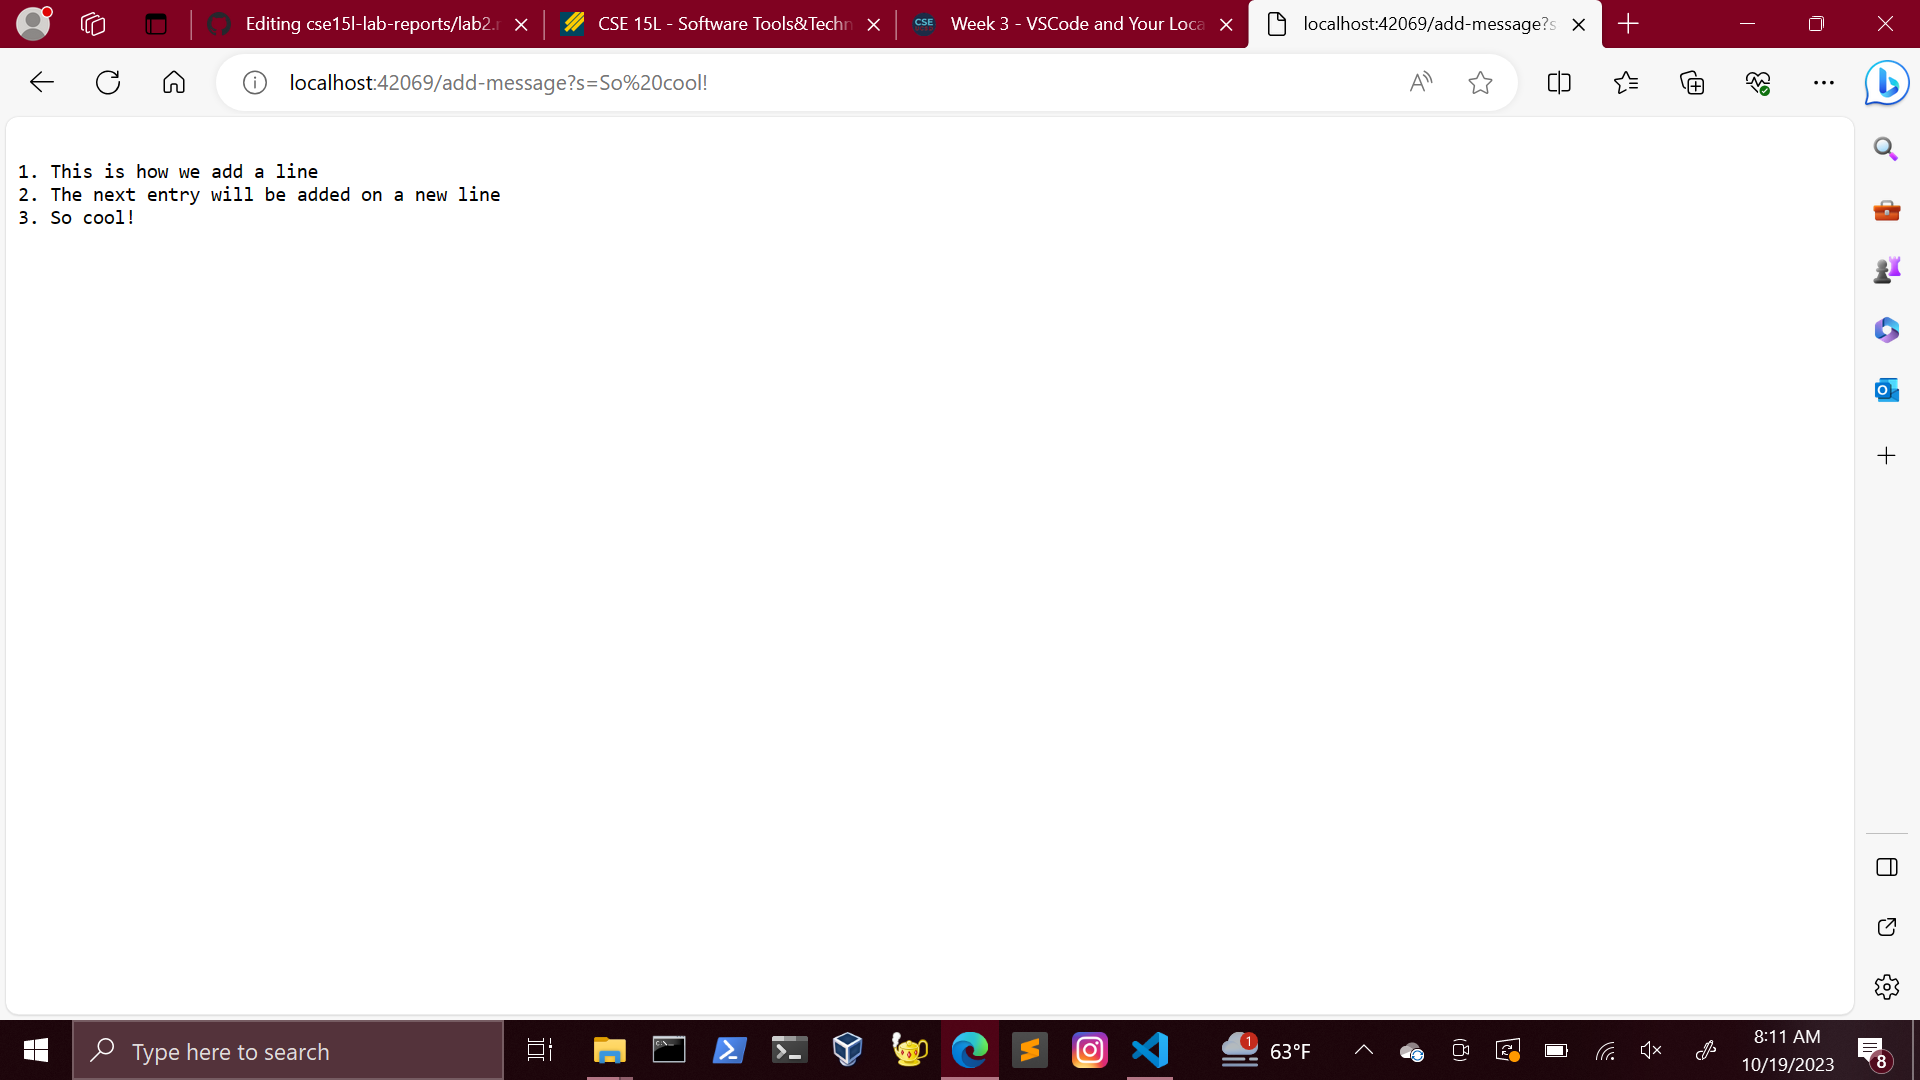 Editing cse15l-lab-reports/lab2.r
CSE 15L - Software Tools&Techn
CSE
Week 3 - VSCode and Your Loca
localhost:42069/add-message?s
localhost:42069/add-message?s=So%20cool!
1. This is how we add a line
2. The next entry will be added on a new line
3. So cool!
Type here to search
1
63°F
8:11 AM
10/19/2023
8